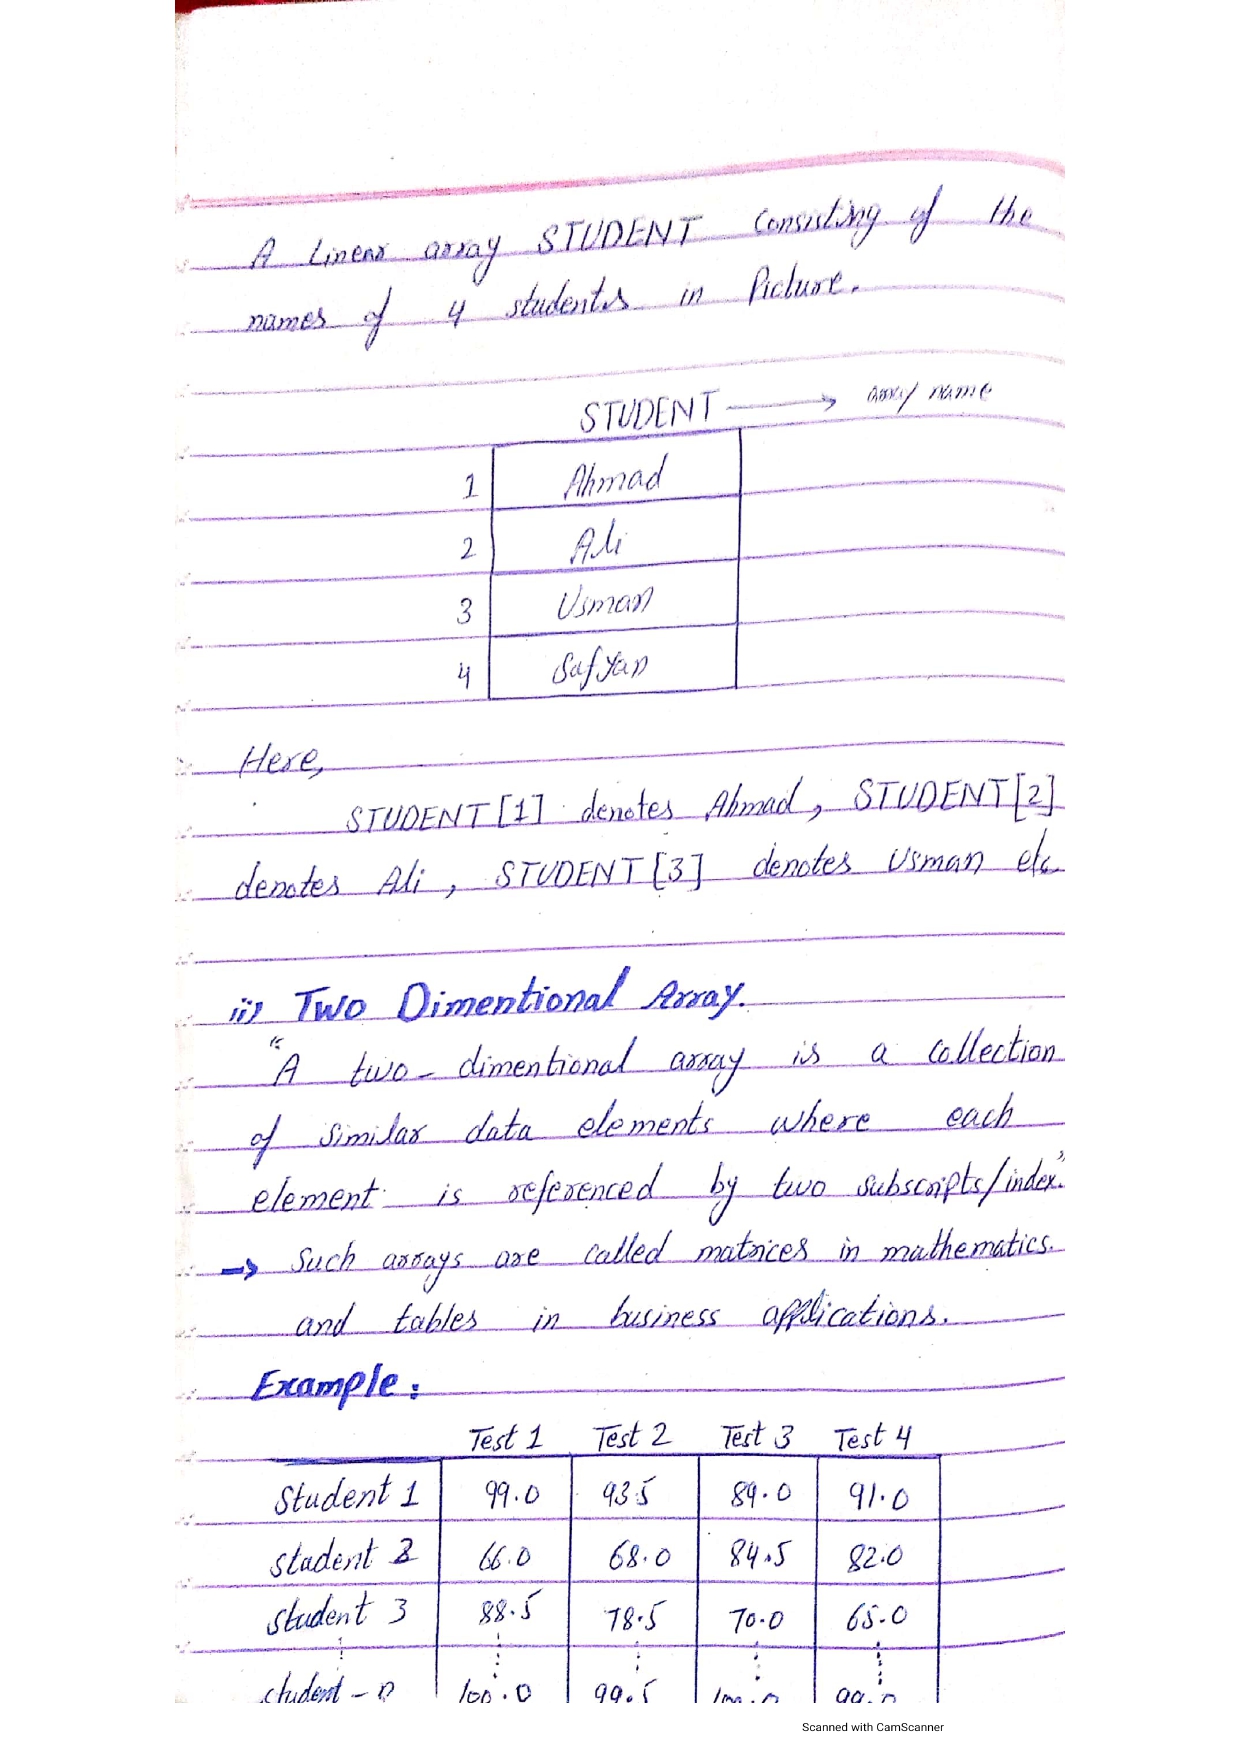 A Linear array STUDENT Consisting of the
names of 4 students in Picture.
STUDENT → array name
1 Ahmad
2 Ali
3 Usman
4 Safyan
Here,
STUDENT [1] denotes Ahmad, STUDENT [2]
denotes Ali, STUDENT [3] denotes Usman etc
ii) Two Dimentional Array.
"A two-dimentional array is a Collection
of similar data elements where each
element is referenced by two subscripts/index."
→ Such arrays are called matrices in mathematics.
and tables in business applications.
Example:
Test 1 Test 2 Test 3 Test 4
Student 1 99.0 93.5 89.0 91.0
student 2 66.0 68.0 84.5 82.0
student 3 88.5 78.5 70.0 65.0
student - n 100.0 99.5 100.0 99.0
Scanned with CamScanner